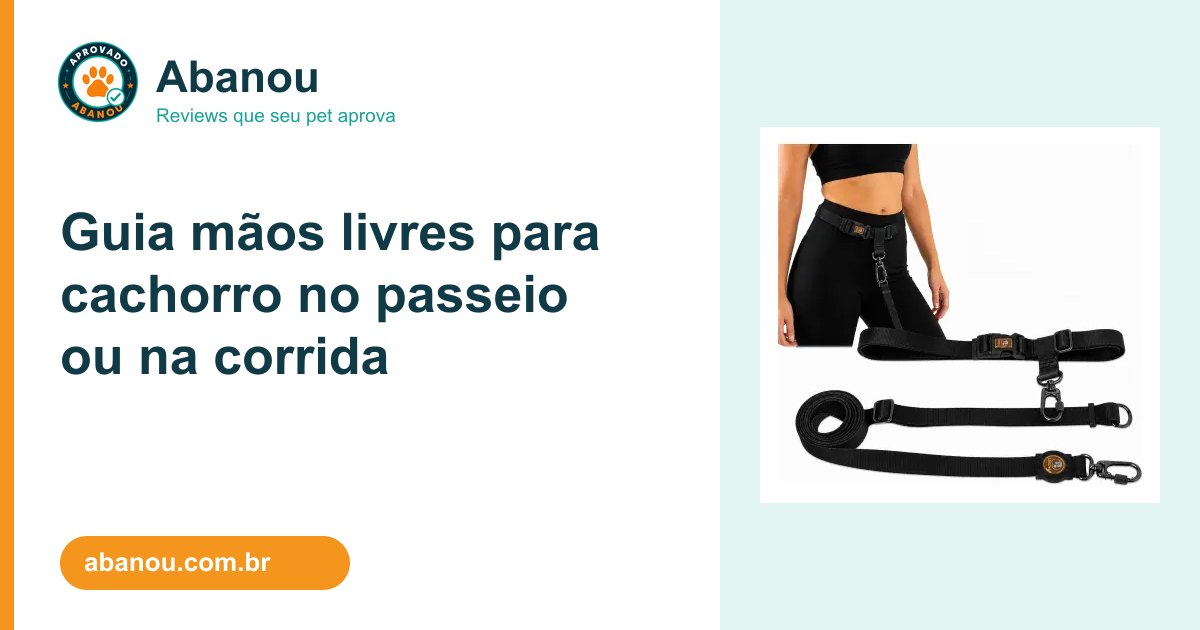 APROVADO
ABANOU
Abanou
Reviews que seu pet aprova
Guia mãos livres para
cachorro no passeio
ou na corrida
abanou.com.br